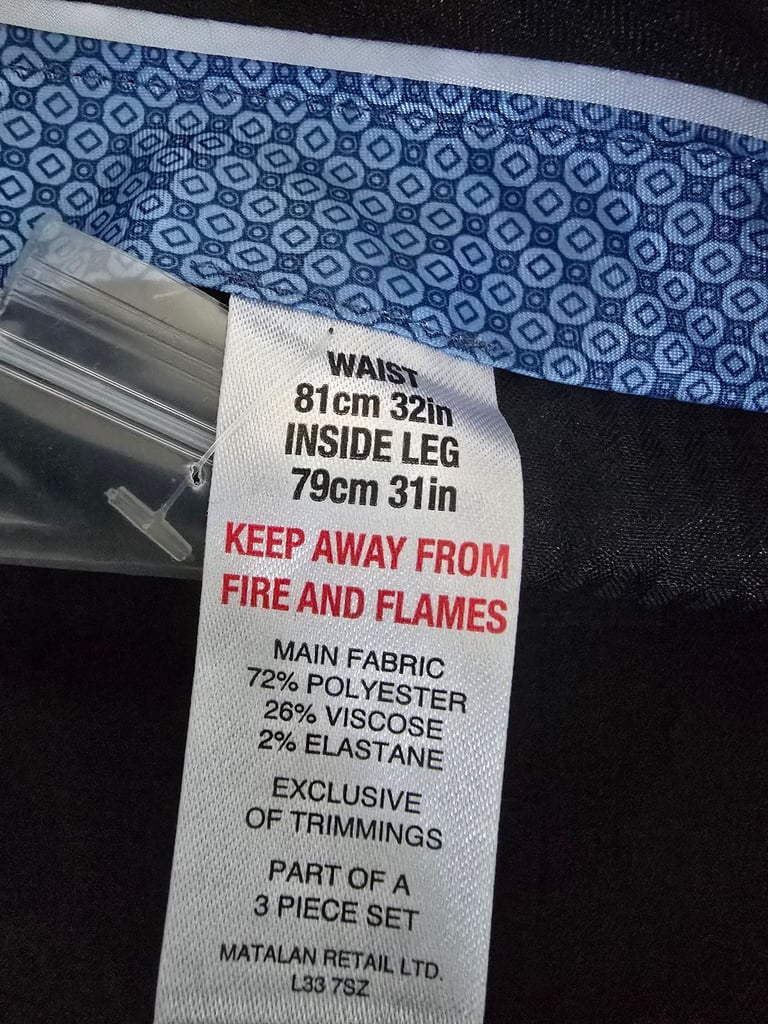 WAIST
81cm 32in
INSIDE LEG
79cm 31in
KEEP AWAY FROM
FIRE AND FLAMES
MAIN FABRIC
72% POLYESTER
26% VISCOSE
2% ELASTANE
EXCLUSIVE
OF TRIMMINGS
PART OF A
3 PIECE SET
MATALAN RETAIL LTD.
L33 7SZ